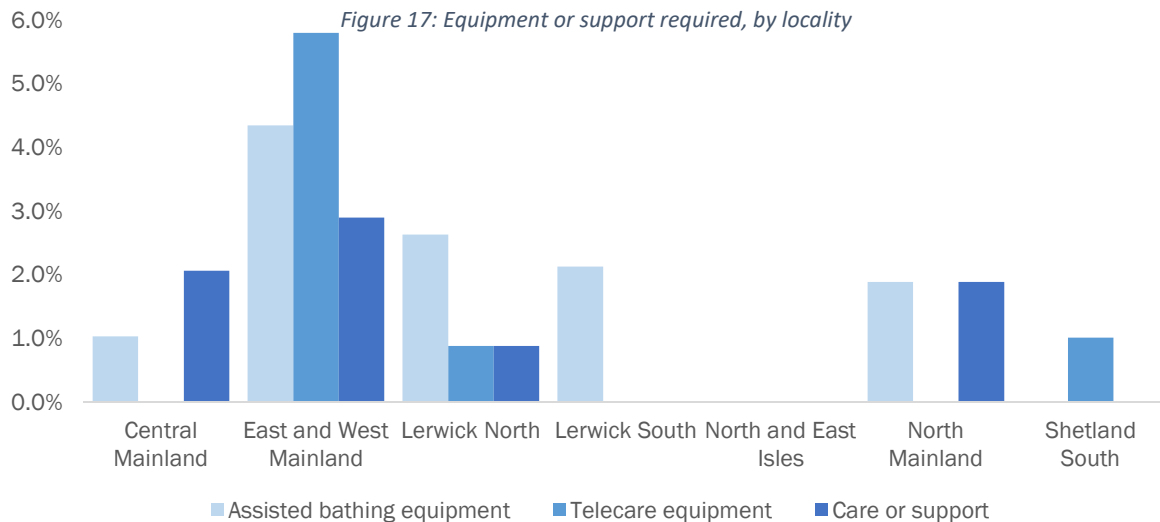 Figure 17: Equipment or support required, by locality
6.0%
5.0%
4.0%
3.0%
2.0%
1.0%
0.0%
Central Mainland
East and West Mainland
Lerwick North
Lerwick South
North and East Isles
North Mainland
Shetland South
Assisted bathing equipment
Telecare equipment
Care or support